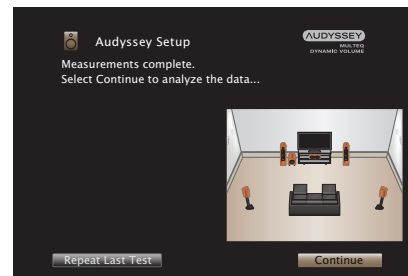 Audyssey Setup
AUDYSSEY
MULTEQ
DYNAMIC VOLUME
Measurements complete.
Select Continue to analyze the data...
Repeat Last Test
Continue